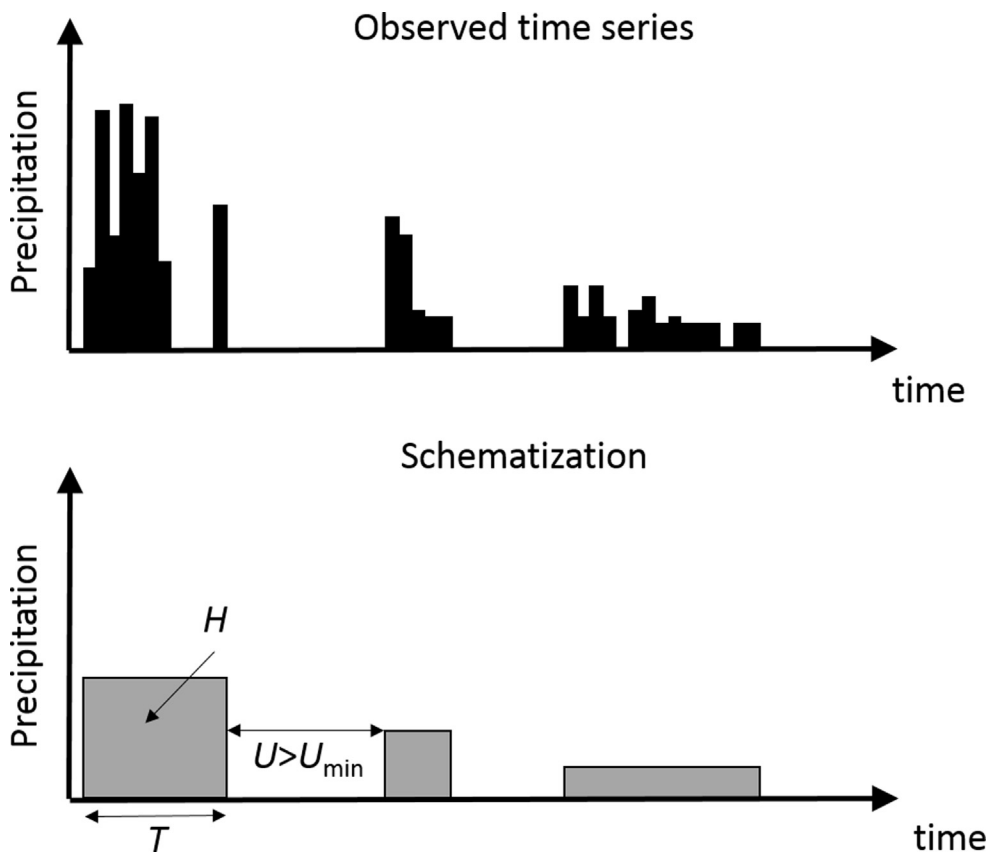 Observed time series
Precipitation
time
Schematization
Precipitation
H
U>Umin
T
time